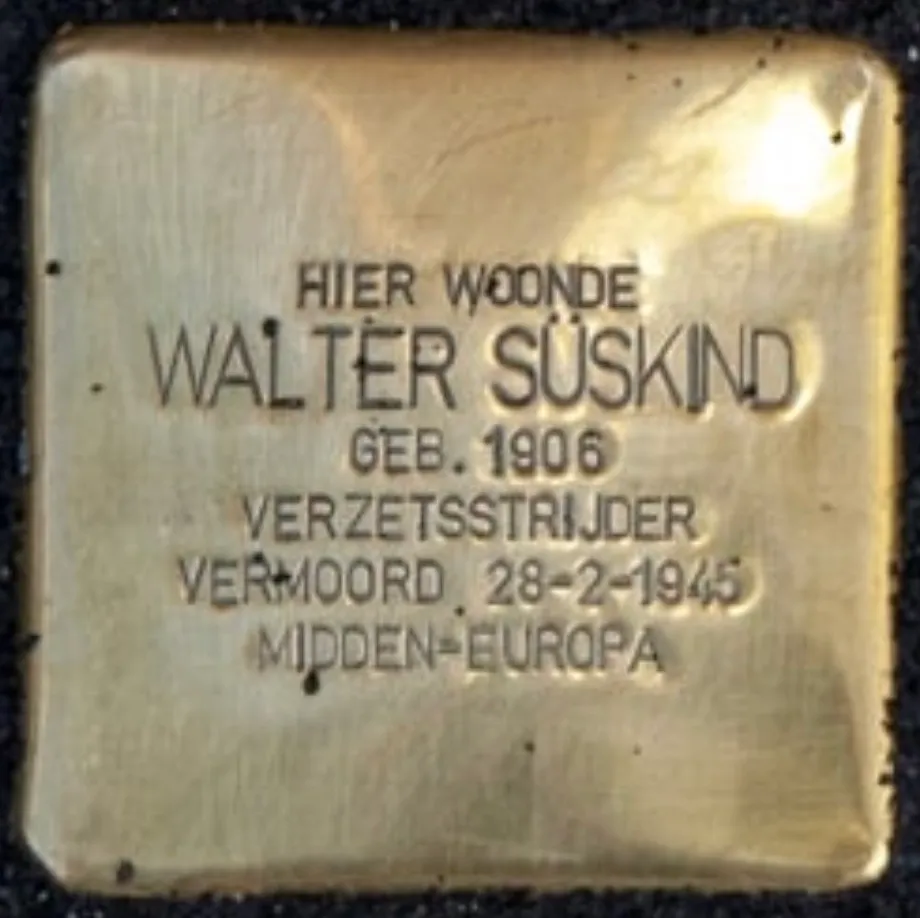 HIER WOONDE
WALTER SÜSKIND
GEB. 1906
VERZETSSTRIJDER
VERMOORD 28-2-1945
MIDDEN-EUROPA